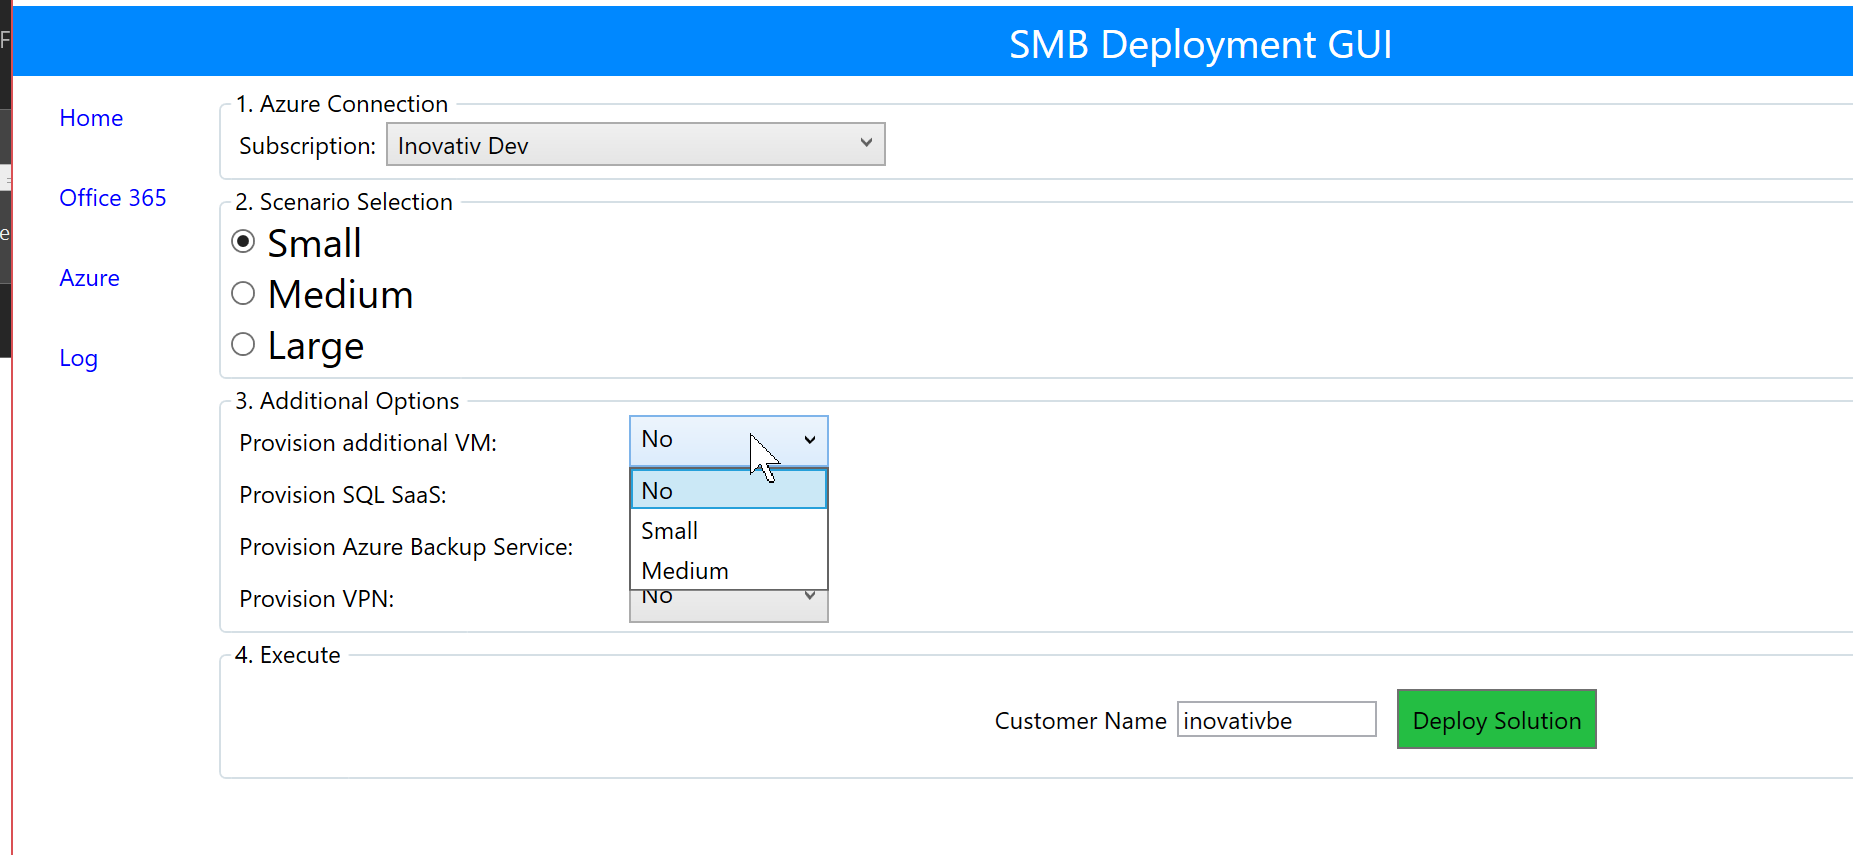 SMB Deployment GUI
Home
Office 365
Azure
Log
1. Azure Connection
Subscription: Inovativ Dev
2. Scenario Selection
Small
Medium
Large
3. Additional Options
Provision additional VM: No
No
Small
Medium
Provision SQL SaaS:
Provision Azure Backup Service:
Provision VPN: No
4. Execute
Customer Name inovativbe Deploy Solution
F
e